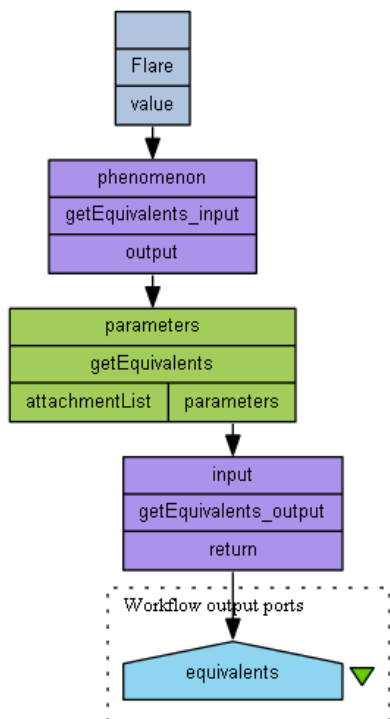 Flare
value
phenomenon
getEquivalents_input
output
parameters
getEquivalents
attachmentList parameters
input
getEquivalents_output
return
Workflow output ports
equivalents